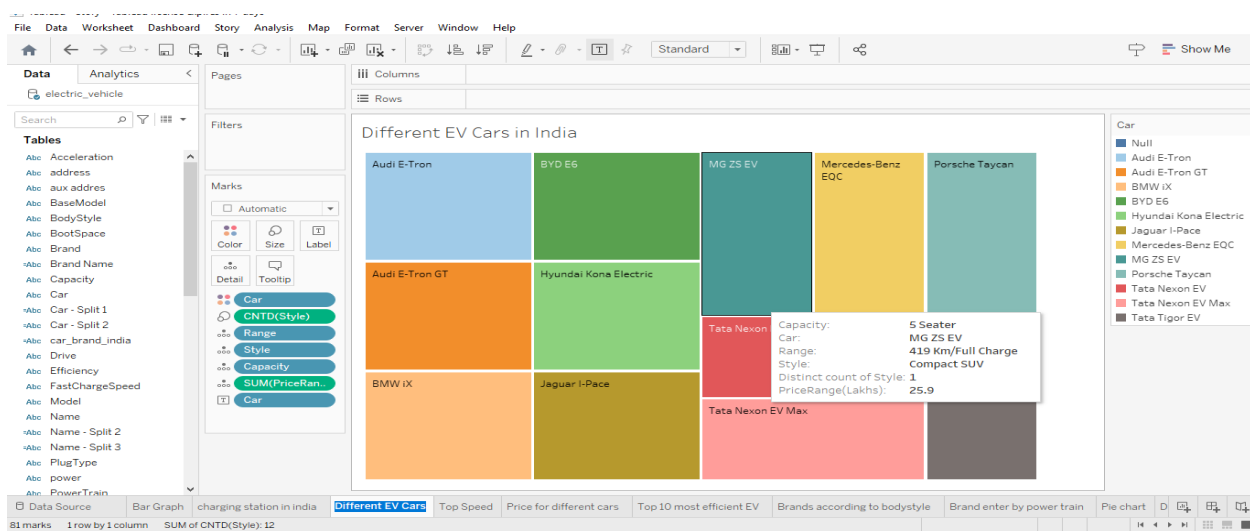 File Data Worksheet Dashboard Story Analysis Map Format Server Window Help
Standard
Show Me
Data Analytics
electric_vehicle
Search
Tables
Abc Acceleration
Abc address
Abc aux addres
Abc BaseModel
Abc BodyStyle
Abc BootSpace
Abc Brand
=Abc Brand Name
Abc Capacity
Abc Car
=Abc Car - Split 1
=Abc Car - Split 2
=Abc car_brand_india
Abc Drive
Abc Efficiency
Abc FastChargeSpeed
Abc Model
Abc Name
=Abc Name - Split 2
=Abc Name - Split 3
Abc PlugType
Abc power
Abc PowerTrain
Pages
Filters
Marks
Automatic
Color Size Label
Detail Tooltip
Car
CNTD(Style)
Range
Style
Capacity
SUM(PriceRan..
Car
Columns
Rows
Different EV Cars in India
Audi E-Tron
BYD E6
MG ZS EV
Mercedes-Benz
EQC
Porsche Taycan
Audi E-Tron GT
Hyundai Kona Electric
Tata Nexon
BMW iX
Jaguar I-Pace
Tata Nexon EV Max
Capacity: 5 Seater
Car: MG ZS EV
Range: 419 Km/Full Charge
Style: Compact SUV
Distinct count of Style: 1
PriceRange(Lakhs): 25.9
Car
Null
Audi E-Tron
Audi E-Tron GT
BMW iX
BYD E6
Hyundai Kona Electric
Jaguar I-Pace
Mercedes-Benz EQC
MG ZS EV
Porsche Taycan
Tata Nexon EV
Tata Nexon EV Max
Tata Tigor EV
Data Source Bar Graph charging station in india Different EV Cars Top Speed Price for different cars Top 10 most efficient EV Brands according to bodystyle Brand enter by power train Pie chart D
81 marks 1 row by 1 column SUM of CNTD(Style): 12